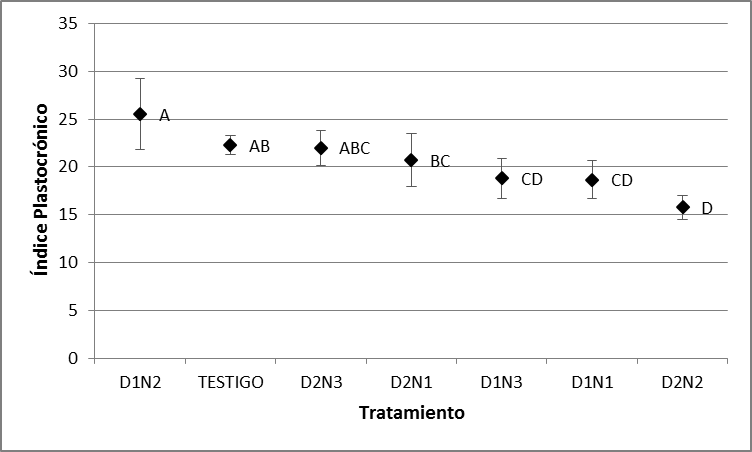 Índice Plastocrónico
35
30
25
20
15
10
5
0
A
AB
ABC
BC
CD
CD
D
D1N2 TESTIGO D2N3 D2N1 D1N3 D1N1 D2N2
Tratamiento